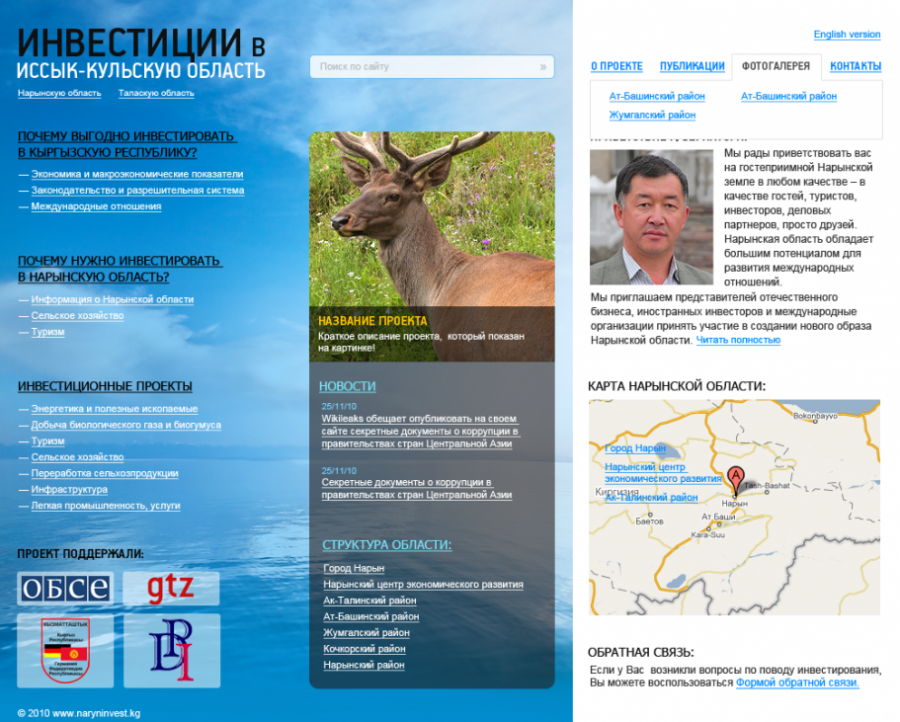 ИНВЕСТИЦИИ В
ИССЫК-КУЛЬСКУЮ ОБЛАСТЬ
Нарынскую область Таласкую область
Поиск по сайту »
English version
О ПРОЕКТЕ ПУБЛИКАЦИИ ФОТОГАЛЕРЕЯ КОНТАКТЫ
Ат-Башинский район Ат-Башинский район
Жумгалский район
ПОЧЕМУ ВЫГОДНО ИНВЕСТИРОВАТЬ
В КЫРГЫЗСКУЮ РЕСПУБЛИКУ?
— Экономика и макроэкономические показатели
— Законодательство и разрешительная система
— Международные отношения
ПОЧЕМУ НУЖНО ИНВЕСТИРОВАТЬ
В НАРЫНСКУЮ ОБЛАСТЬ?
— Информация о Нарынской области
— Сельское хозяйство
— Туризм
ИНВЕСТИЦИОННЫЕ ПРОЕКТЫ
— Энергетика и полезные ископаемые
— Добыча биологического газа и биогумуса
— Туризм
— Сельское хозяйство
— Переработка сельхозпродукции
— Инфраструктура
— Легкая промышленность, услуги
ПРОЕКТ ПОДДЕРЖАЛИ:
ОБСЕ
gtz
Кыргыз
Республикасы
Германия
Федеративдик
Республикасы
DPI
© 2010 www.naryninvest.kg
НАЗВАНИЕ ПРОЕКТА
Краткое описание проекта, который показан
на картинке!
НОВОСТИ
25/11/10
Wikileaks обещает опубликовать на своем
сайте секретные документы о коррупции в
правительствах стран Центральной Азии
25/11/10
Секретные документы о коррупции в
правительствах стран Центральной Азии
СТРУКТУРА ОБЛАСТИ:
Город Нарын
Нарынский центр экономического развития
Ак-Талинский район
Ат-Башинский район
Жумгалский район
Кочкорский район
Нарынский район
Мы рады приветствовать вас
на гостеприимной Нарынской
земле в любом качестве – в
качестве гостей, туристов,
инвесторов, деловых
партнеров, просто друзей.
Нарынская область обладает
большим потенциалом для
развития международных
отношений.
Мы приглашаем представителей отечественного
бизнеса, иностранных инвесторов и международные
организации принять участие в создании нового образа
Нарынской области. Читать полностью
КАРТА НАРЫНСКОЙ ОБЛАСТИ:
Bokonbayvo
Город Нарын
Нарынский центр
экономического развития
A
Tash-Bashat
Киргизия
Ак-Талинский район
Нарын
Баетов
Ат Баши
Kara-Suu
ОБРАТНАЯ СВЯЗЬ:
Если у Вас возникли вопросы по поводу инвестирования,
Вы можете воспользоваться Формой обратной связи.